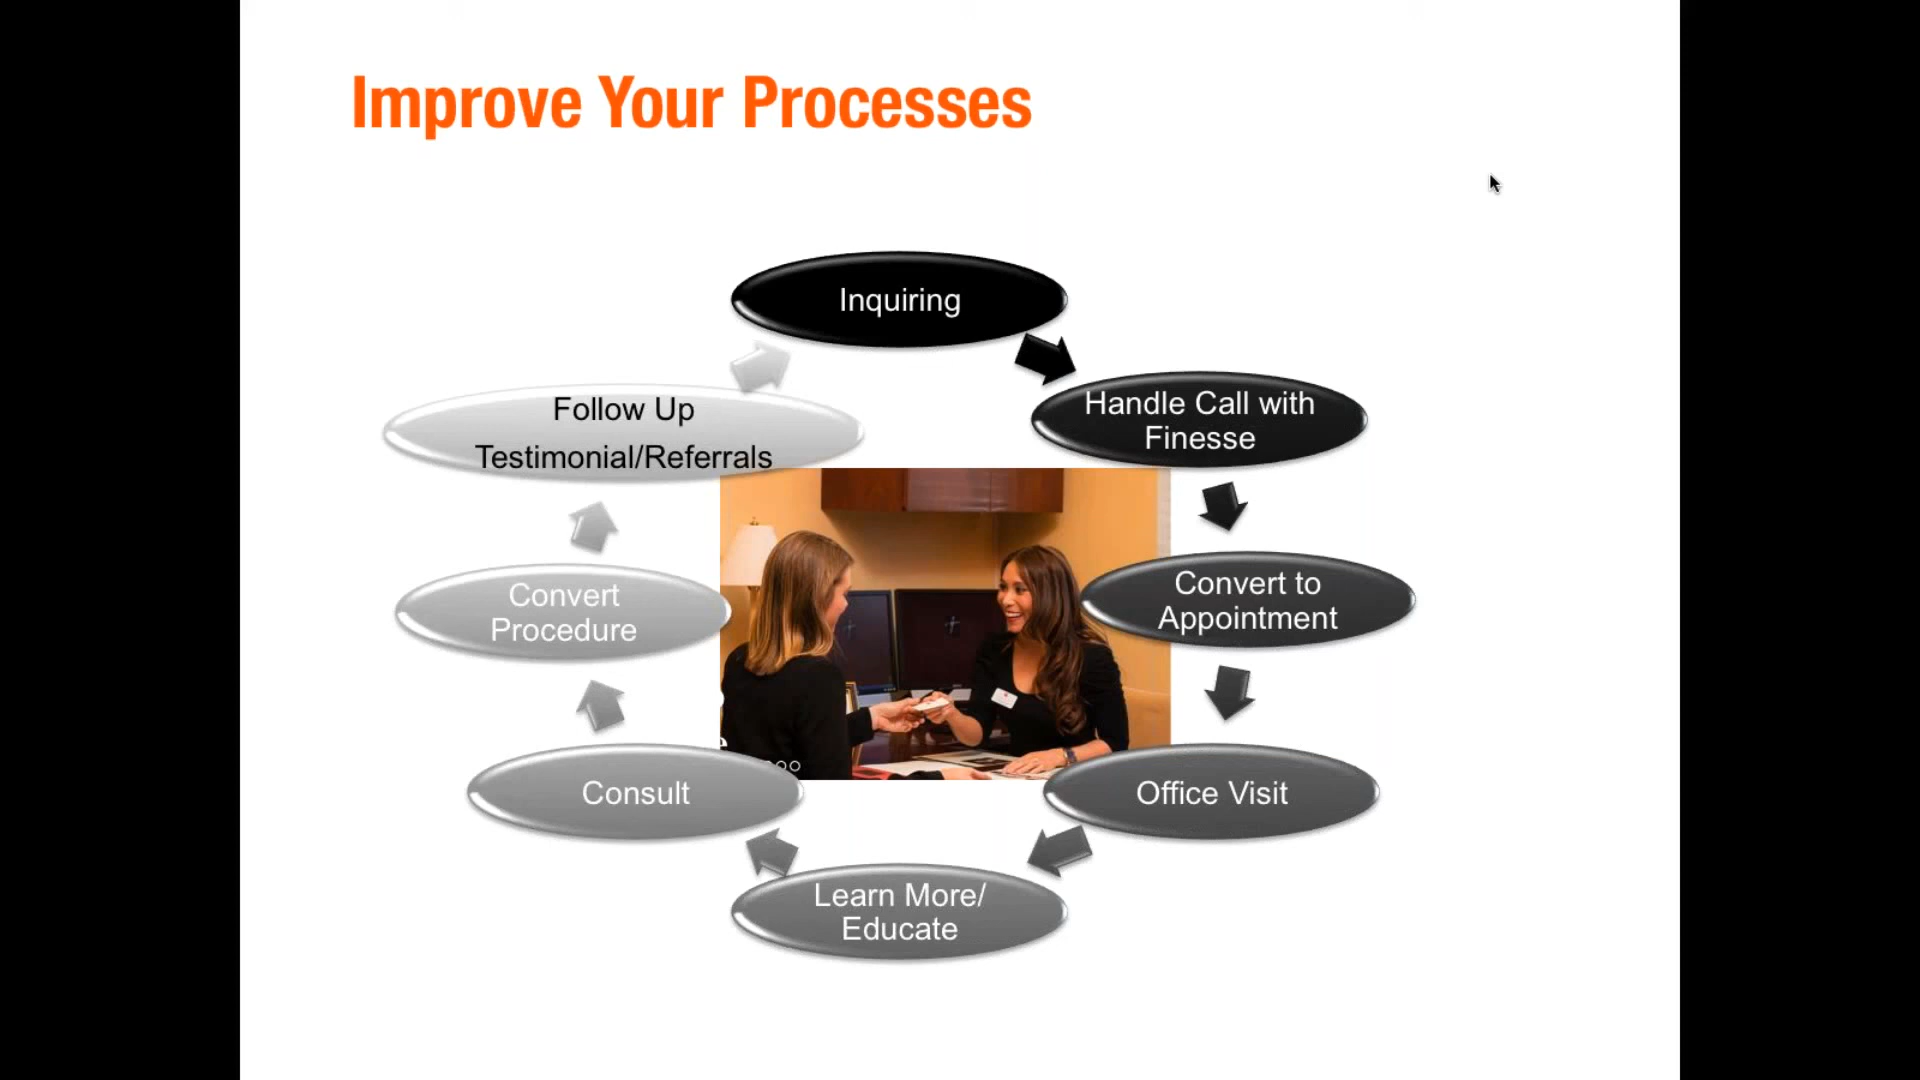 Improve Your Processes
Inquiring
Handle Call with
Finesse
Convert to
Appointment
Office Visit
Learn More/
Educate
Consult
Convert
Procedure
Follow Up
Testimonial/Referrals
e